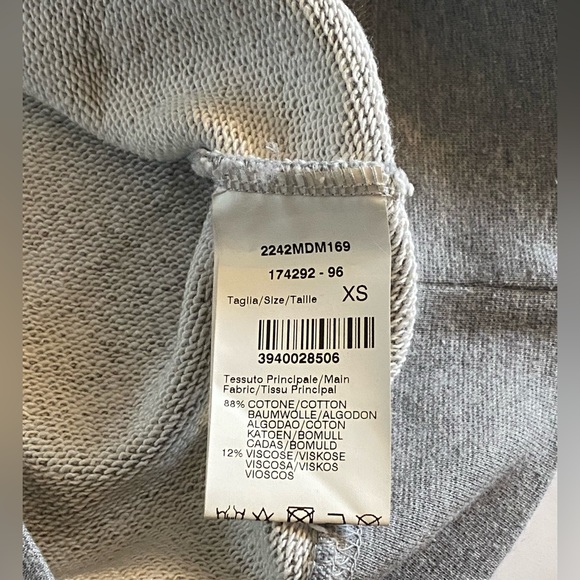 2242MDM169
174292 - 96
Taglia/Size/Taille XS
3940028506
Tessuto Principale/Main
Fabric/Tissu Principal
88% COTONE/COTTON
BAUMWOLLE/ALGODON
ALGODAO/COTON
KATOEN/BOMULL
CADAS/BOMULD
12% VISCOSE/VISKOSE
VISCOSA/VISKOS
VIOSCOS